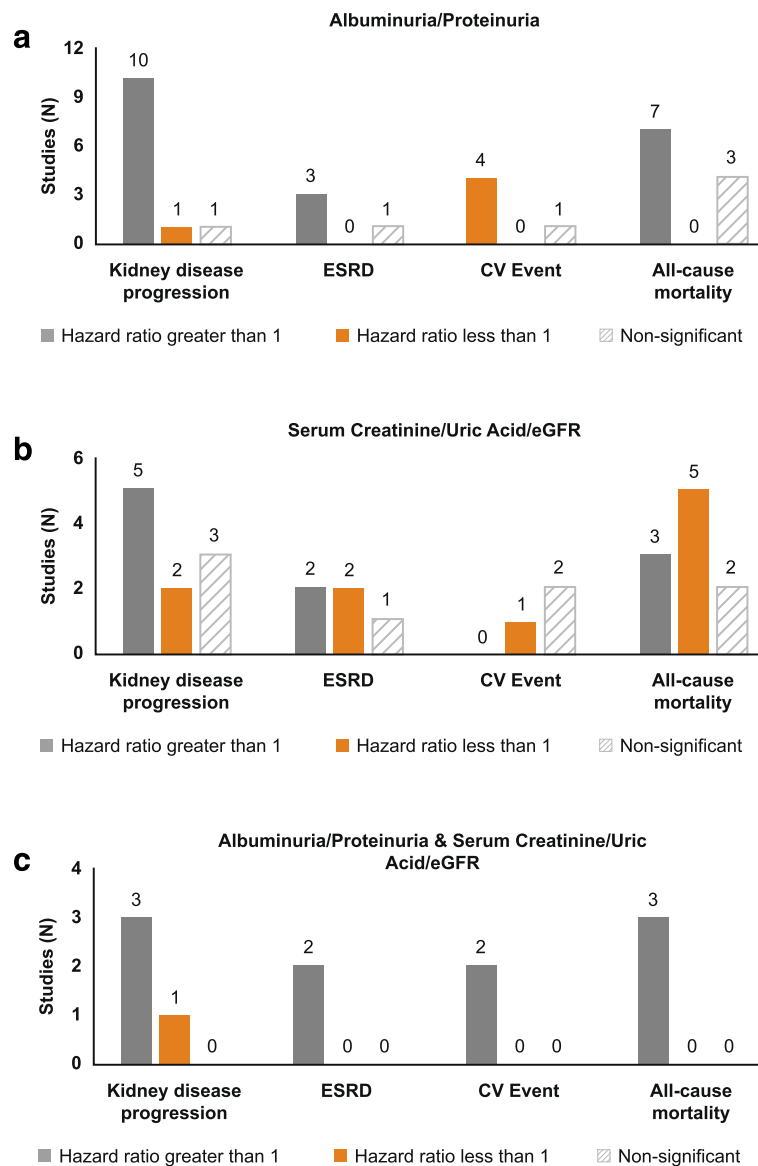 a
Albuminuria/Proteinuria
Studies (N)
12
9
6
3
0
10
1
1
3
0
1
4
0
1
7
0
3
Kidney disease
progression
ESRD
CV Event
All-cause
mortality
Hazard ratio greater than 1
Hazard ratio less than 1
Non-significant
b
Serum Creatinine/Uric Acid/eGFR
Studies (N)
6
4
2
0
5
2
3
2
2
1
0
1
2
3
5
2
Kidney disease
progression
ESRD
CV Event
All-cause
mortality
Hazard ratio greater than 1
Hazard ratio less than 1
Non-significant
c
Albuminuria/Proteinuria & Serum Creatinine/Uric
Acid/eGFR
Studies (N)
4
3
2
1
0
3
1
0
2
0
0
2
0
0
3
0
0
Kidney disease
progression
ESRD
CV Event
All-cause
mortality
Hazard ratio greater than 1
Hazard ratio less than 1
Non-significant